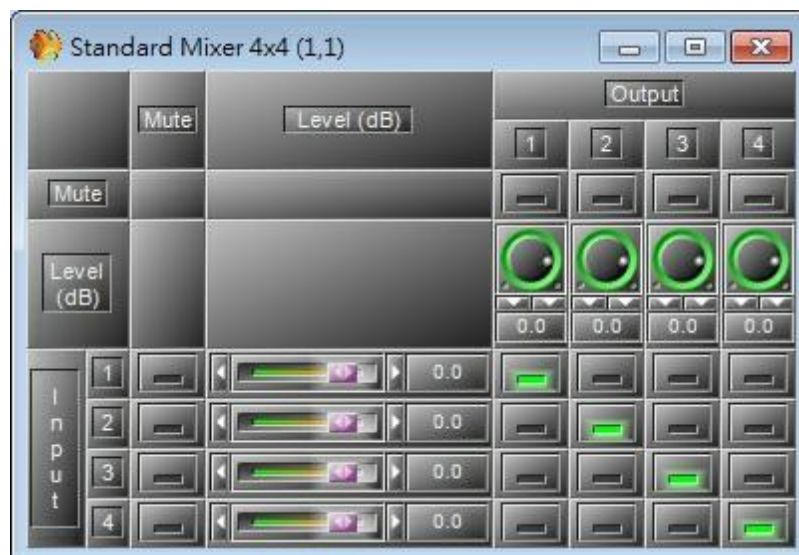 Standard Mixer 4x4 (1,1)
Output
Mute
Level (dB)
1 2 3 4
Mute
Level
(dB)
0.0 0.0 0.0 0.0
Input
1 0.0
2 0.0
3 0.0
4 0.0